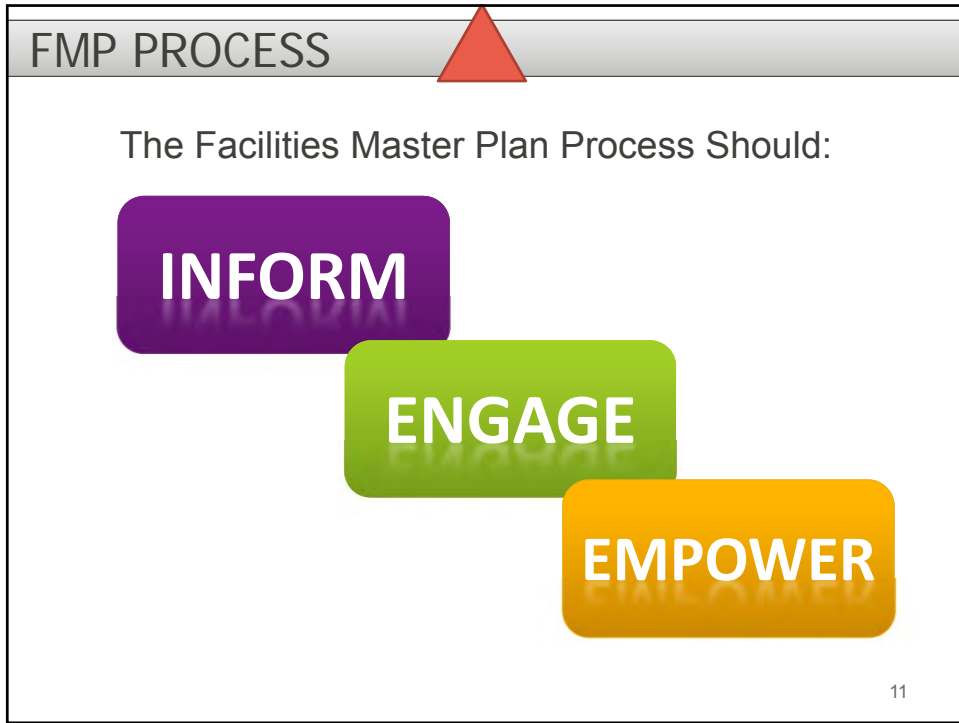 FMP PROCESS
The Facilities Master Plan Process Should:
INFORM
ENGAGE
EMPOWER
11